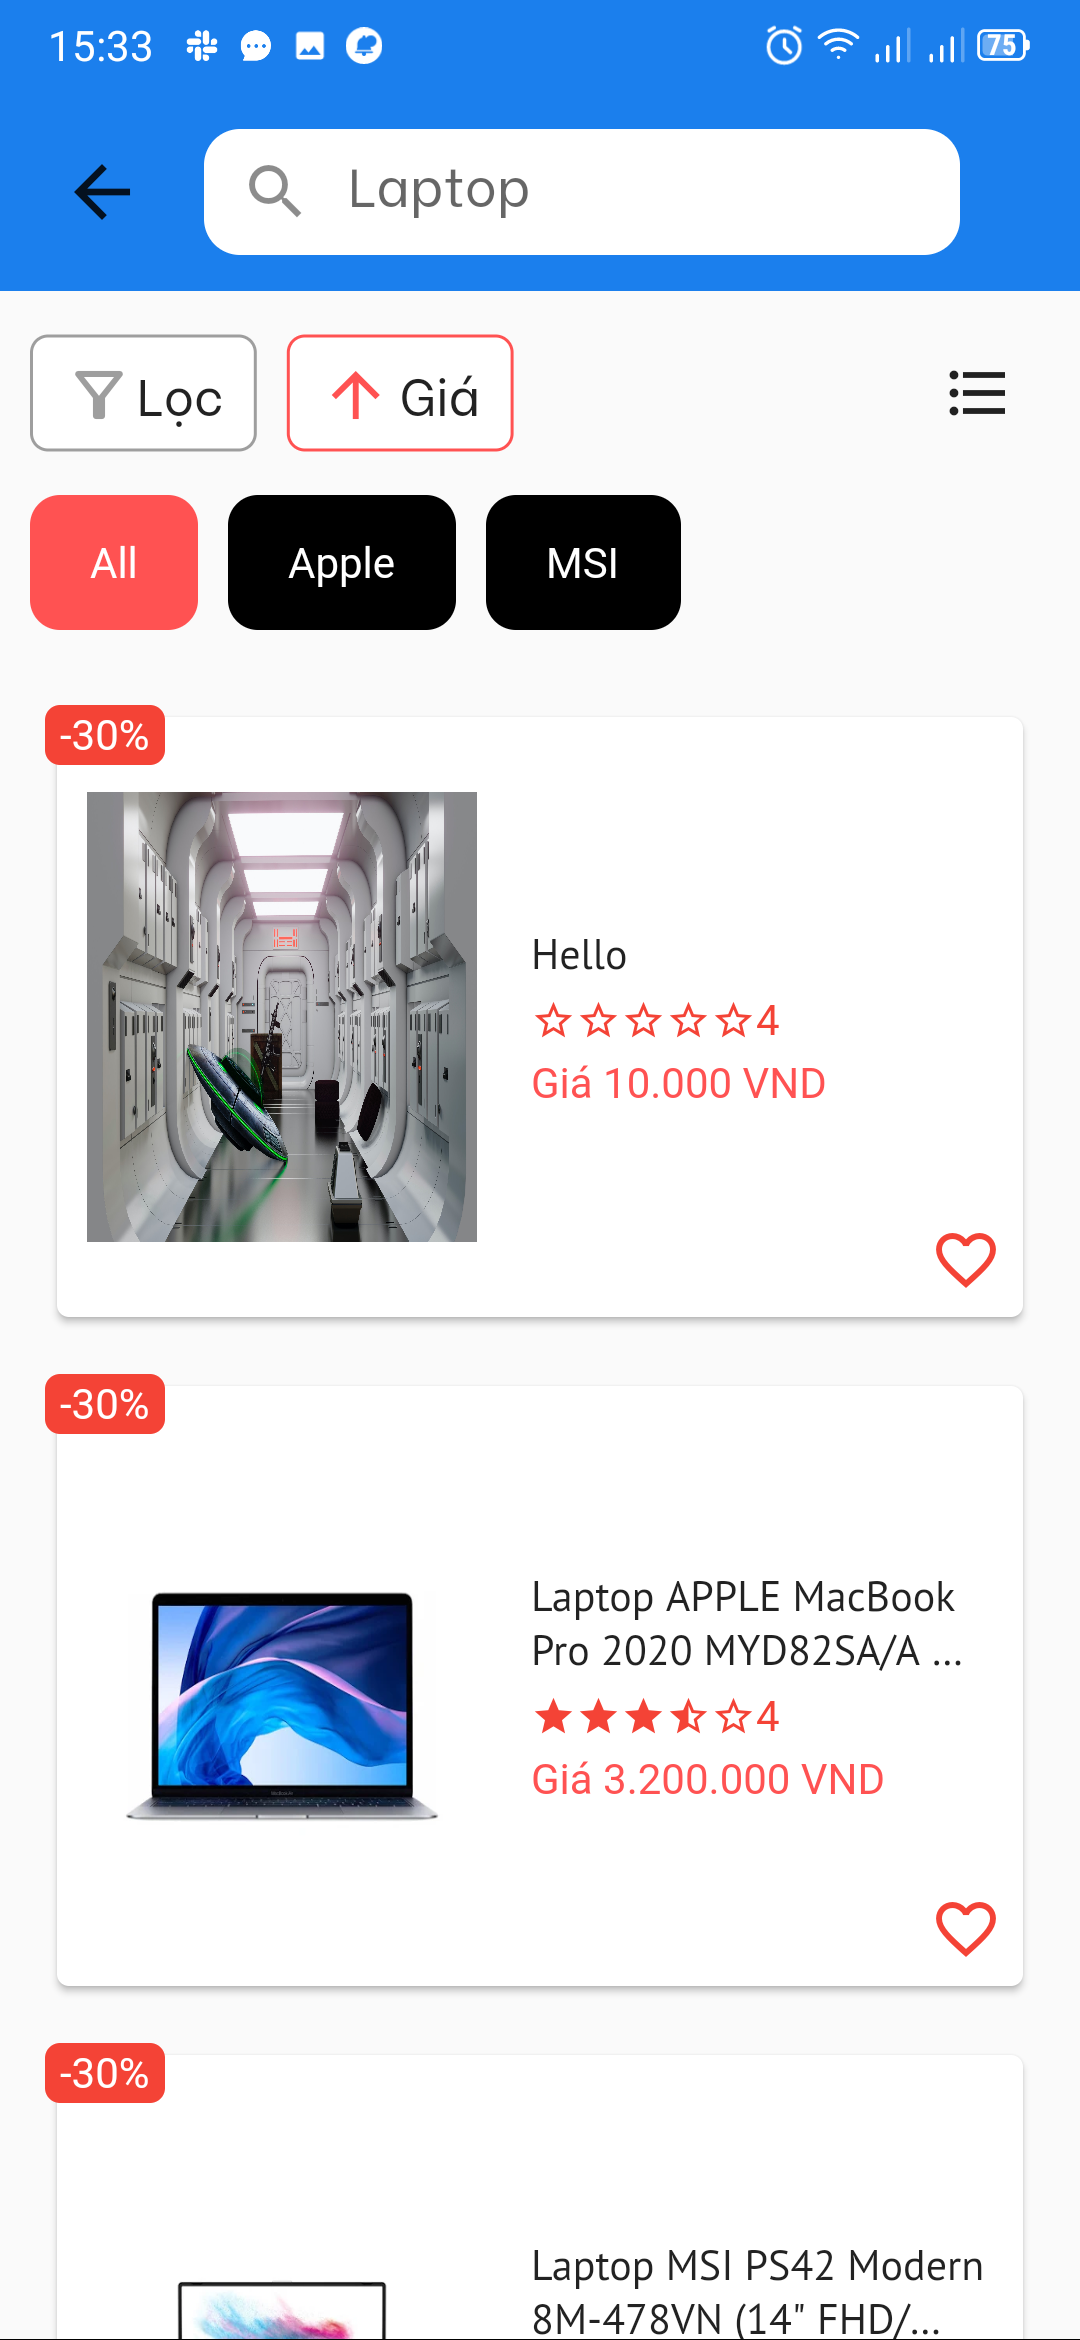 15:33
75
Laptop
Lọc
Giá
All
Apple
MSI
-30%
Hello
4
Giá 10.000 VND
-30%
Laptop APPLE MacBook
Pro 2020 MYD82SA/A ...
4
Giá 3.200.000 VND
-30%
Laptop MSI PS42 Modern
8M-478VN (14" FHD/...